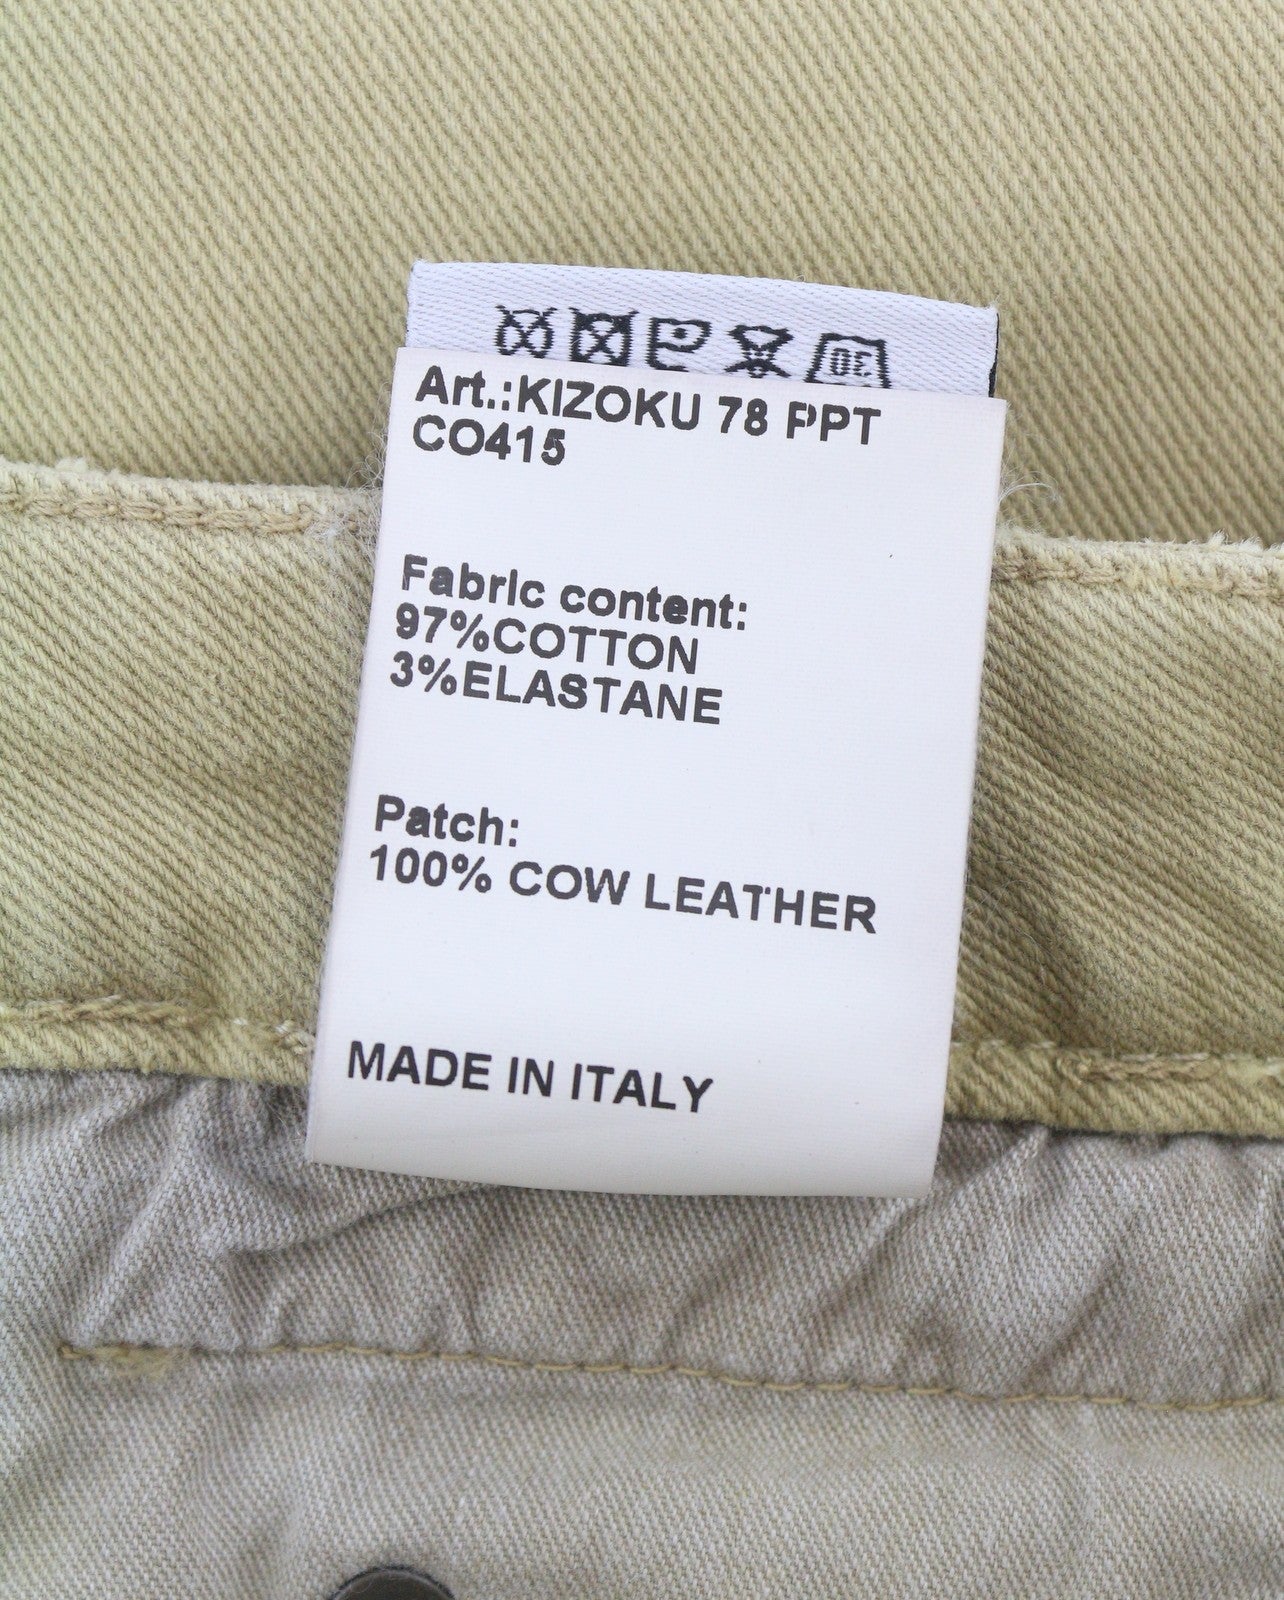 Art.:KIZOKU 78 PPT
CO415
Fabric content:
97%COTTON
3%ELASTANE
Patch:
100% COW LEATHER
MADE IN ITALY